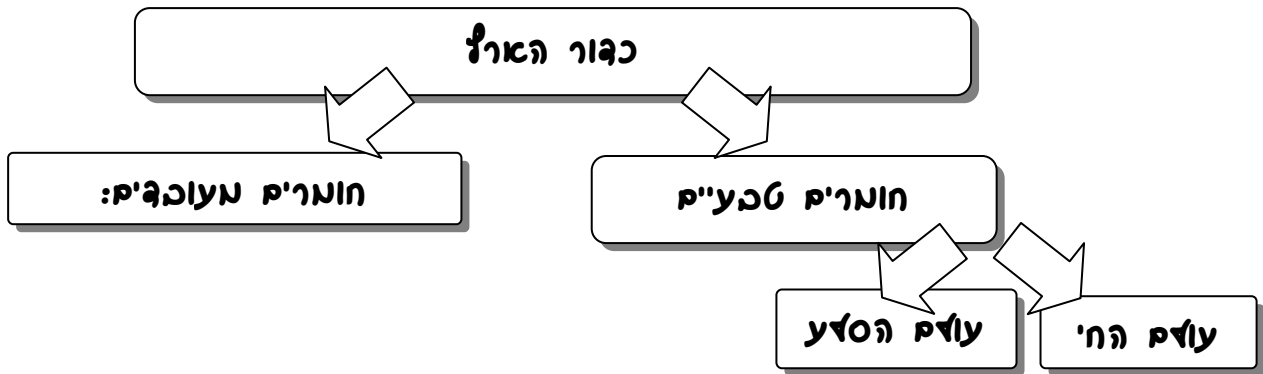 כדור הארץ
חומרים טבעיים
חומרים מעובדים:
עולם החי
עולם הסלע